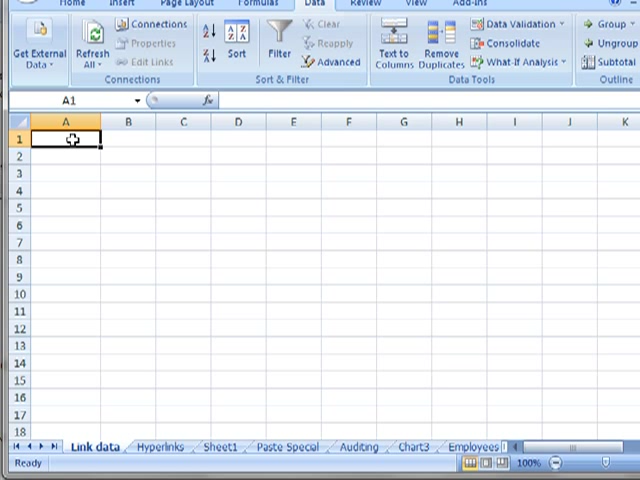 Home Insert Page Layout Formulas Data Review View Add-Ins
Get External Data
Refresh All
Connections
Properties
Edit Links
Connections
Sort
Filter
Clear
Reapply
Advanced
Sort & Filter
Text to Columns
Remove Duplicates
Data Validation
Consolidate
What-If Analysis
Data Tools
Group
Ungroup
Subtotal
Outline
A1 fx
A B C D E F G H I J K
1
2
3
4
5
6
7
8
9
10
11
12
13
14
15
16
17
18
Link data Hyperlinks Sheet1 Paste Special Auditing Chart3 Employees
Ready 100%